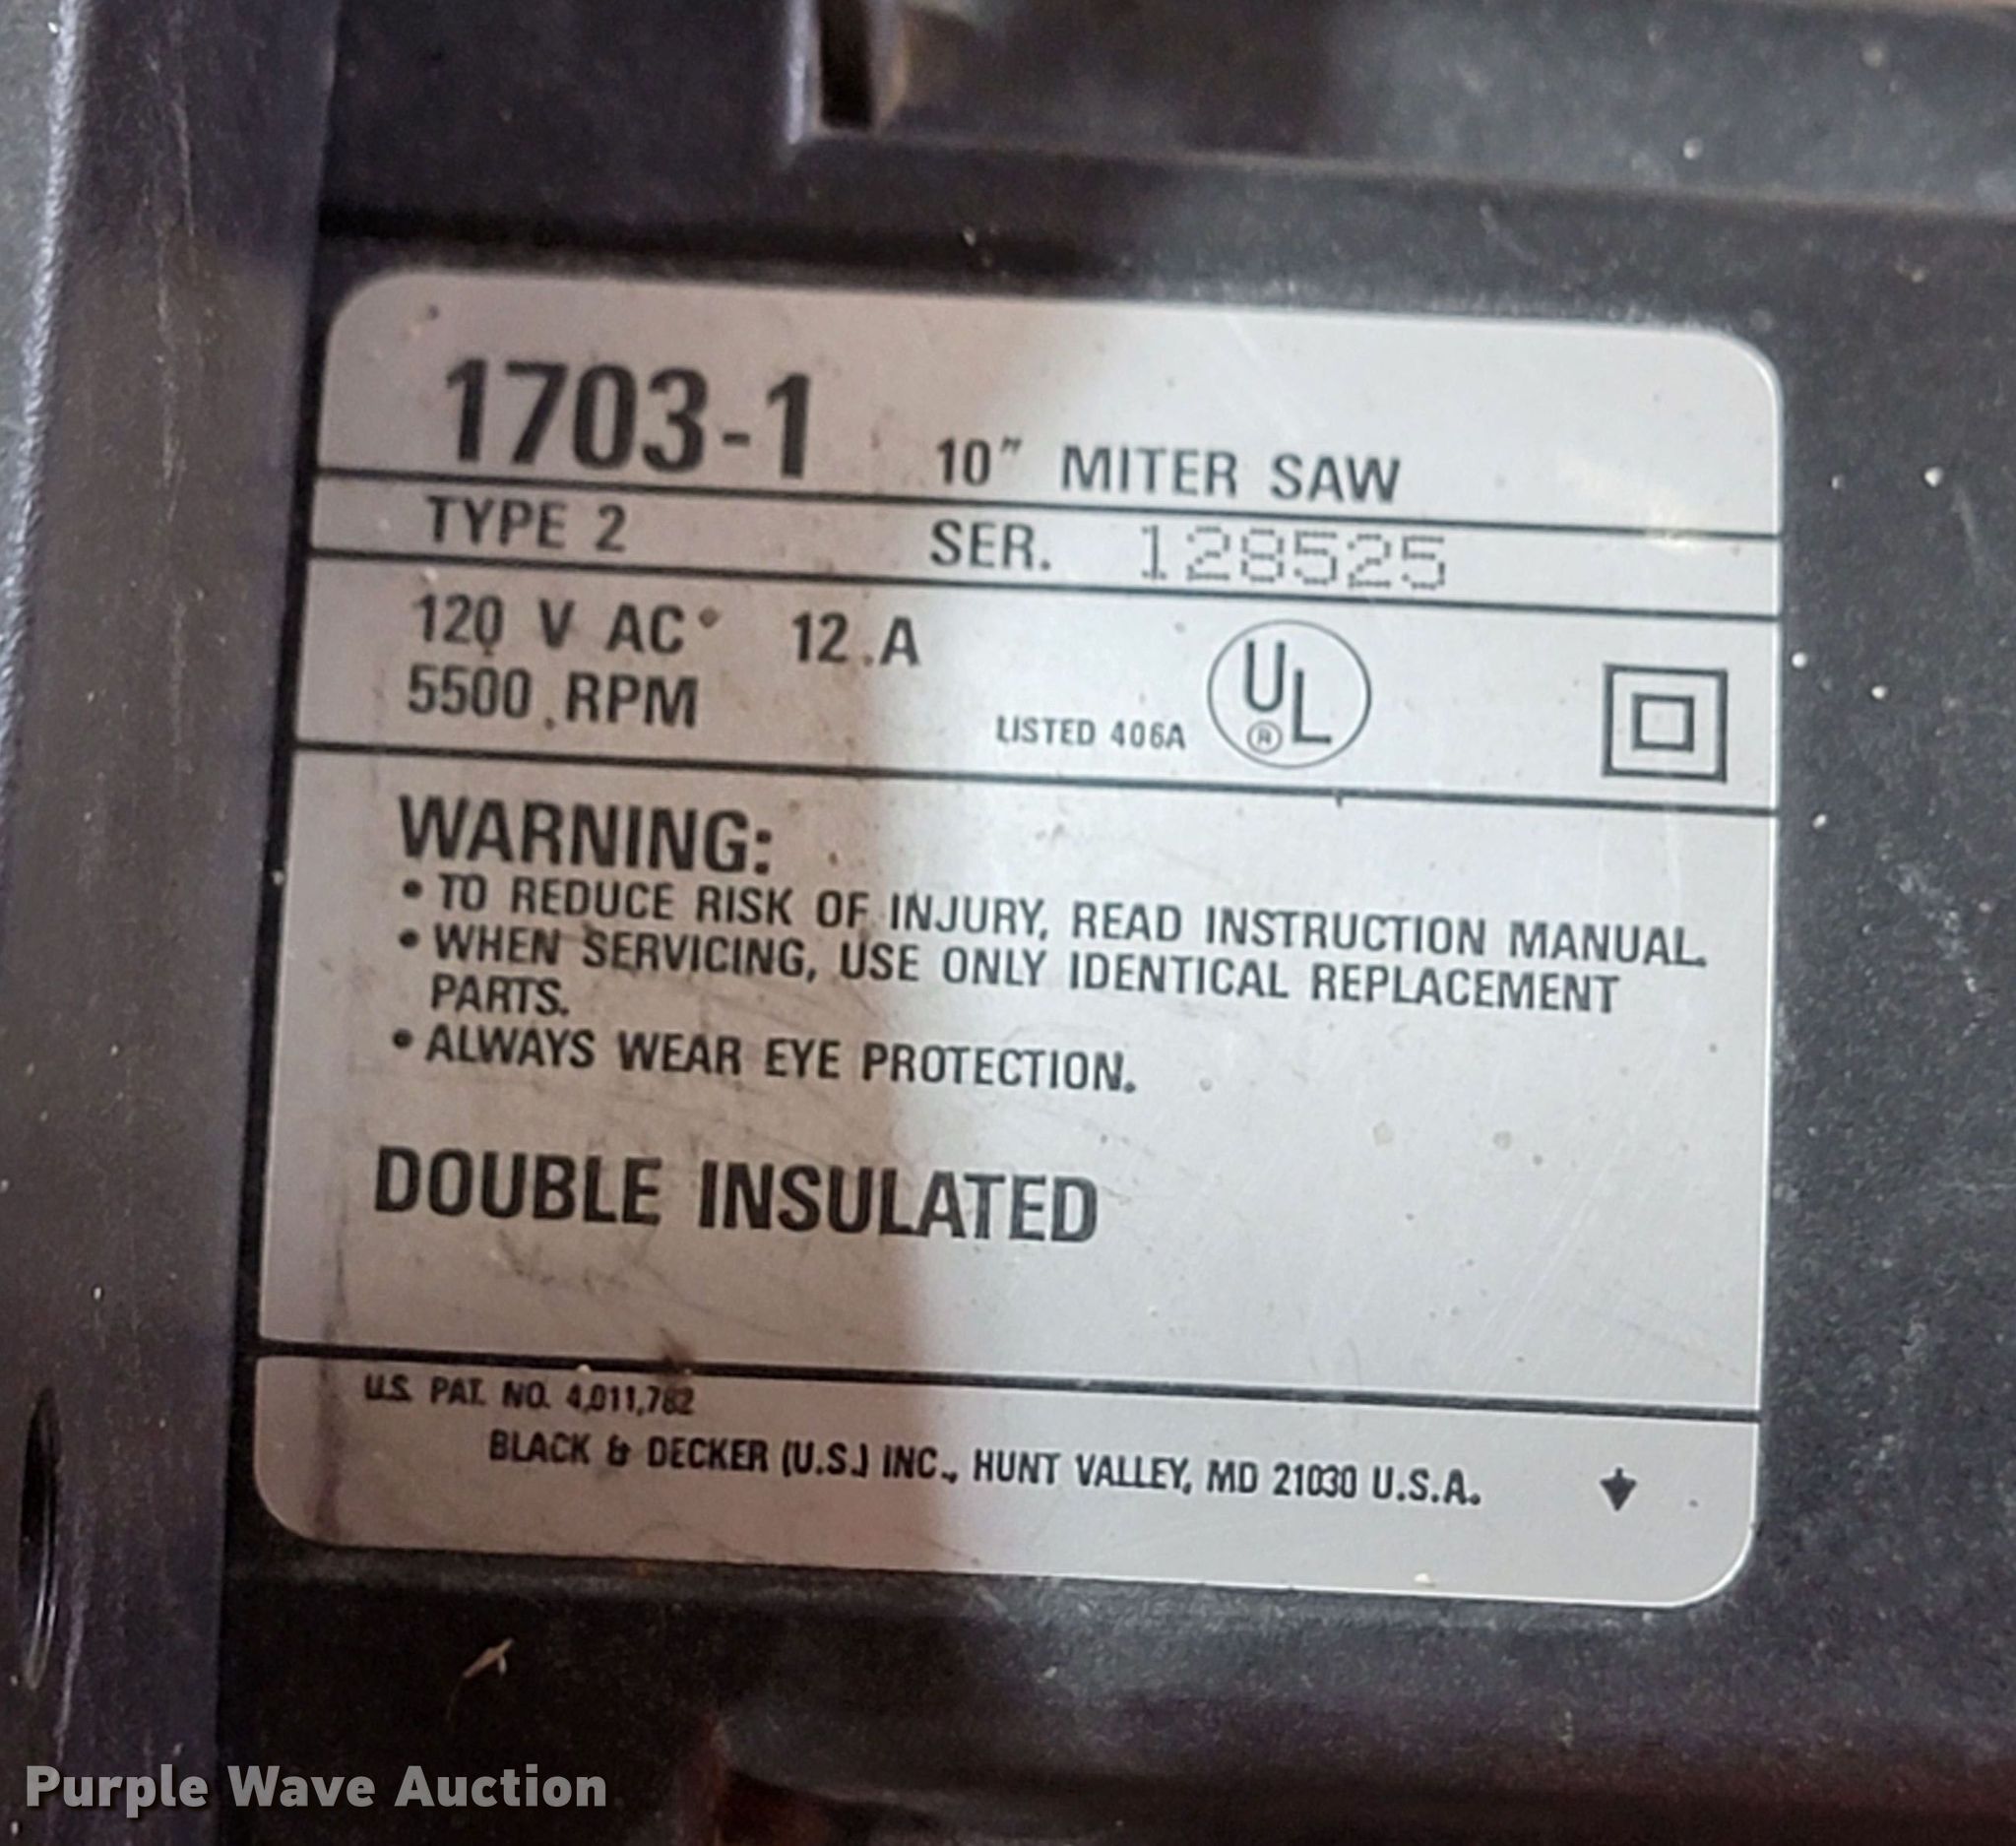 1703-1 10" MITER SAW
TYPE 2 SER. 128525
120 V AC 12 A
5500 RPM
LISTED 406A UL ®
WARNING:
• TO REDUCE RISK OF INJURY, READ INSTRUCTION MANUAL.
• WHEN SERVICING, USE ONLY IDENTICAL REPLACEMENT
PARTS.
• ALWAYS WEAR EYE PROTECTION.
DOUBLE INSULATED
U.S. PAT. NO. 4,011,782
BLACK & DECKER (U.S.) INC., HUNT VALLEY, MD 21030 U.S.A.
Purple Wave Auction